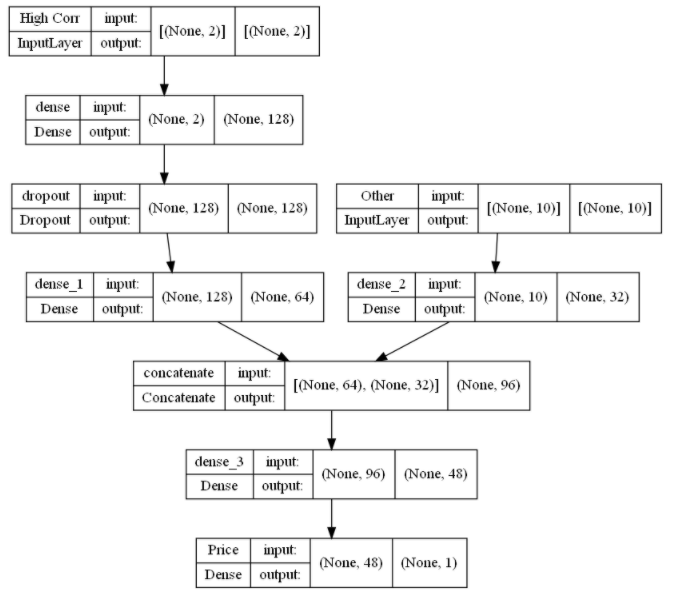 High Corr input: [(None, 2)] [(None, 2)]
InputLayer output:
dense input: (None, 2) (None, 128)
Dense output:
dropout input: (None, 128) (None, 128)
Dropout output:
Other input: [(None, 10)] [(None, 10)]
InputLayer output:
dense_1 input: (None, 128) (None, 64)
Dense output:
dense_2 input: (None, 10) (None, 32)
Dense output:
concatenate input: [(None, 64), (None, 32)] (None, 96)
Concatenate output:
dense_3 input: (None, 96) (None, 48)
Dense output:
Price input: (None, 48) (None, 1)
Dense output: